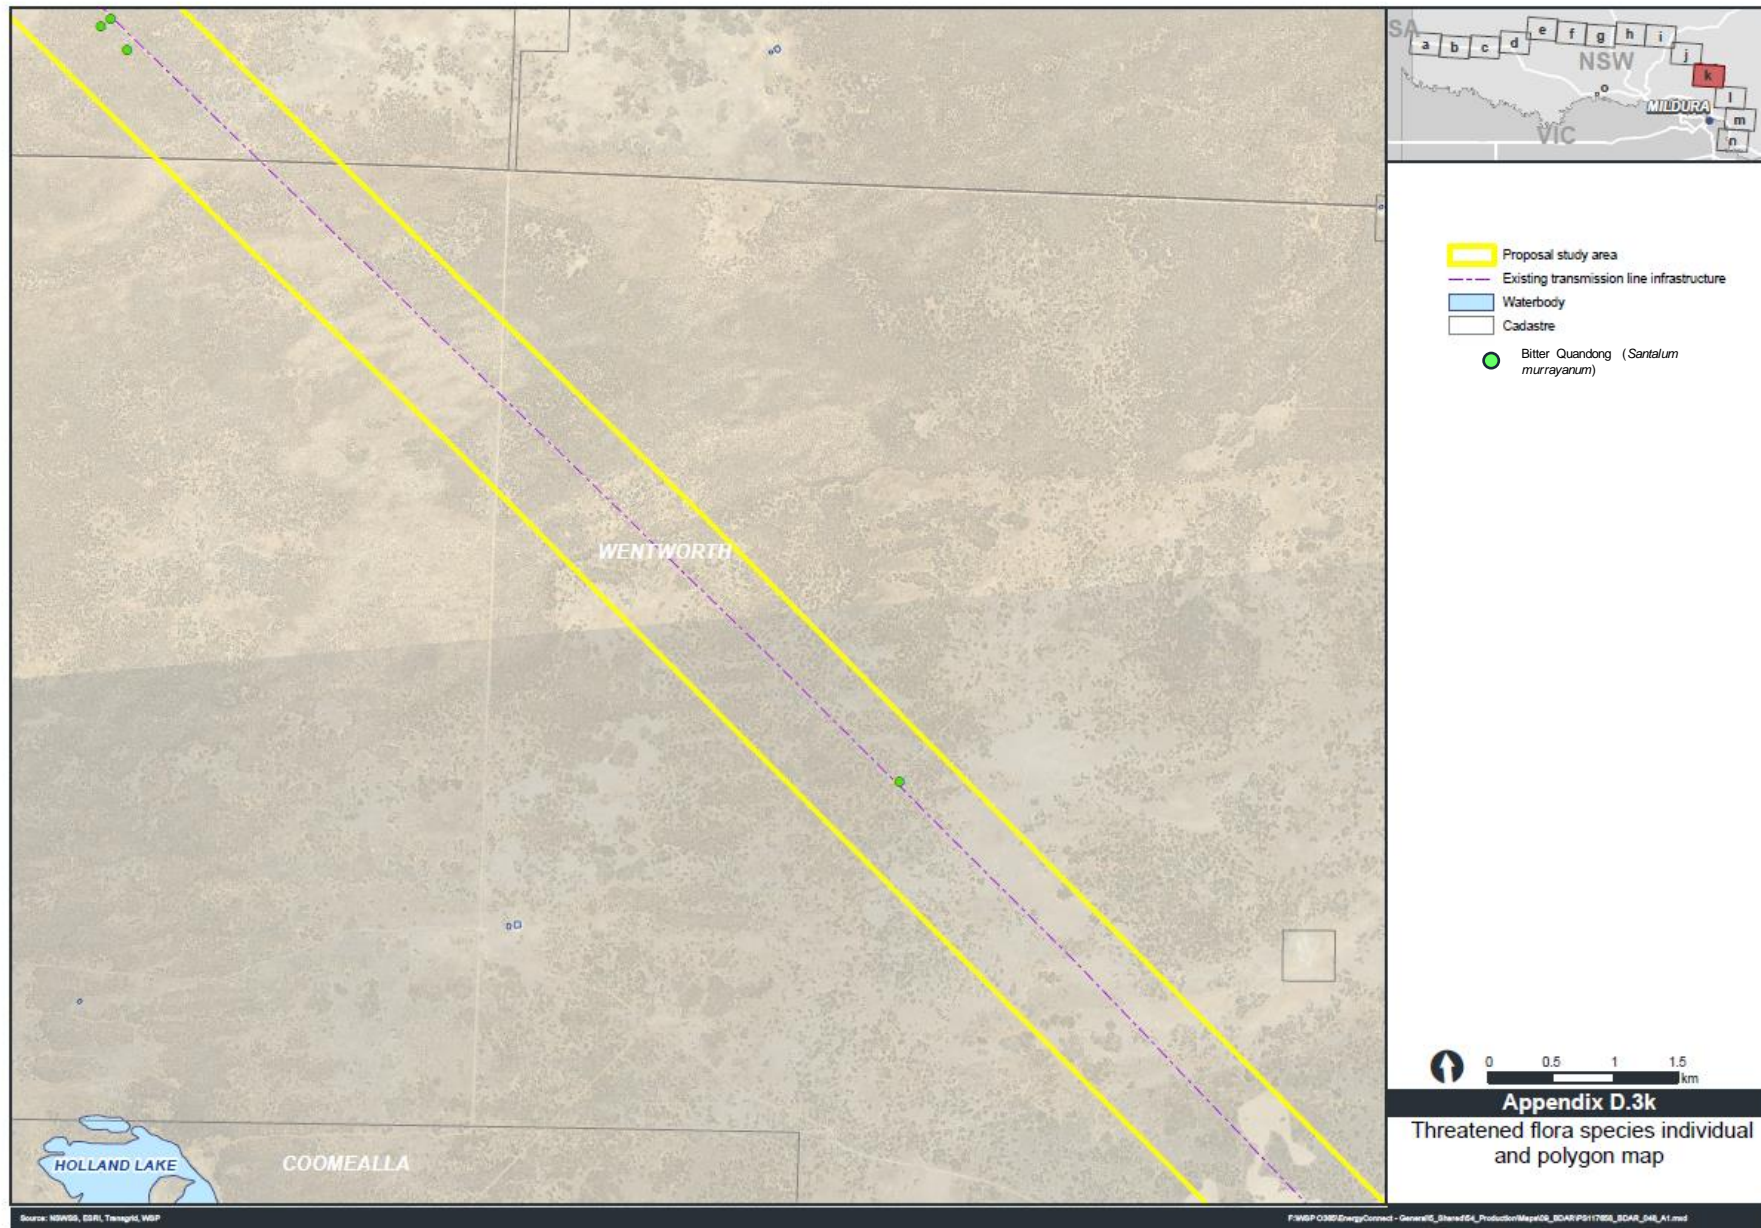 SA
a
b
c
d
e
f
g
h
i
j
NSW
k
o
l
MILDURA
m
VIC
n
Proposal study area
Existing transmission line infrastructure
Waterbody
Cadastre
Bitter Quandong (Santalum
murrayanum)
WENTWORTH
HOLLAND LAKE
COOMEALLA
0 0.5 1 1.5
km
Appendix D.3k
Threatened flora species individual
and polygon map
Source: NSWSS, ESRI, Transgrid, WSP